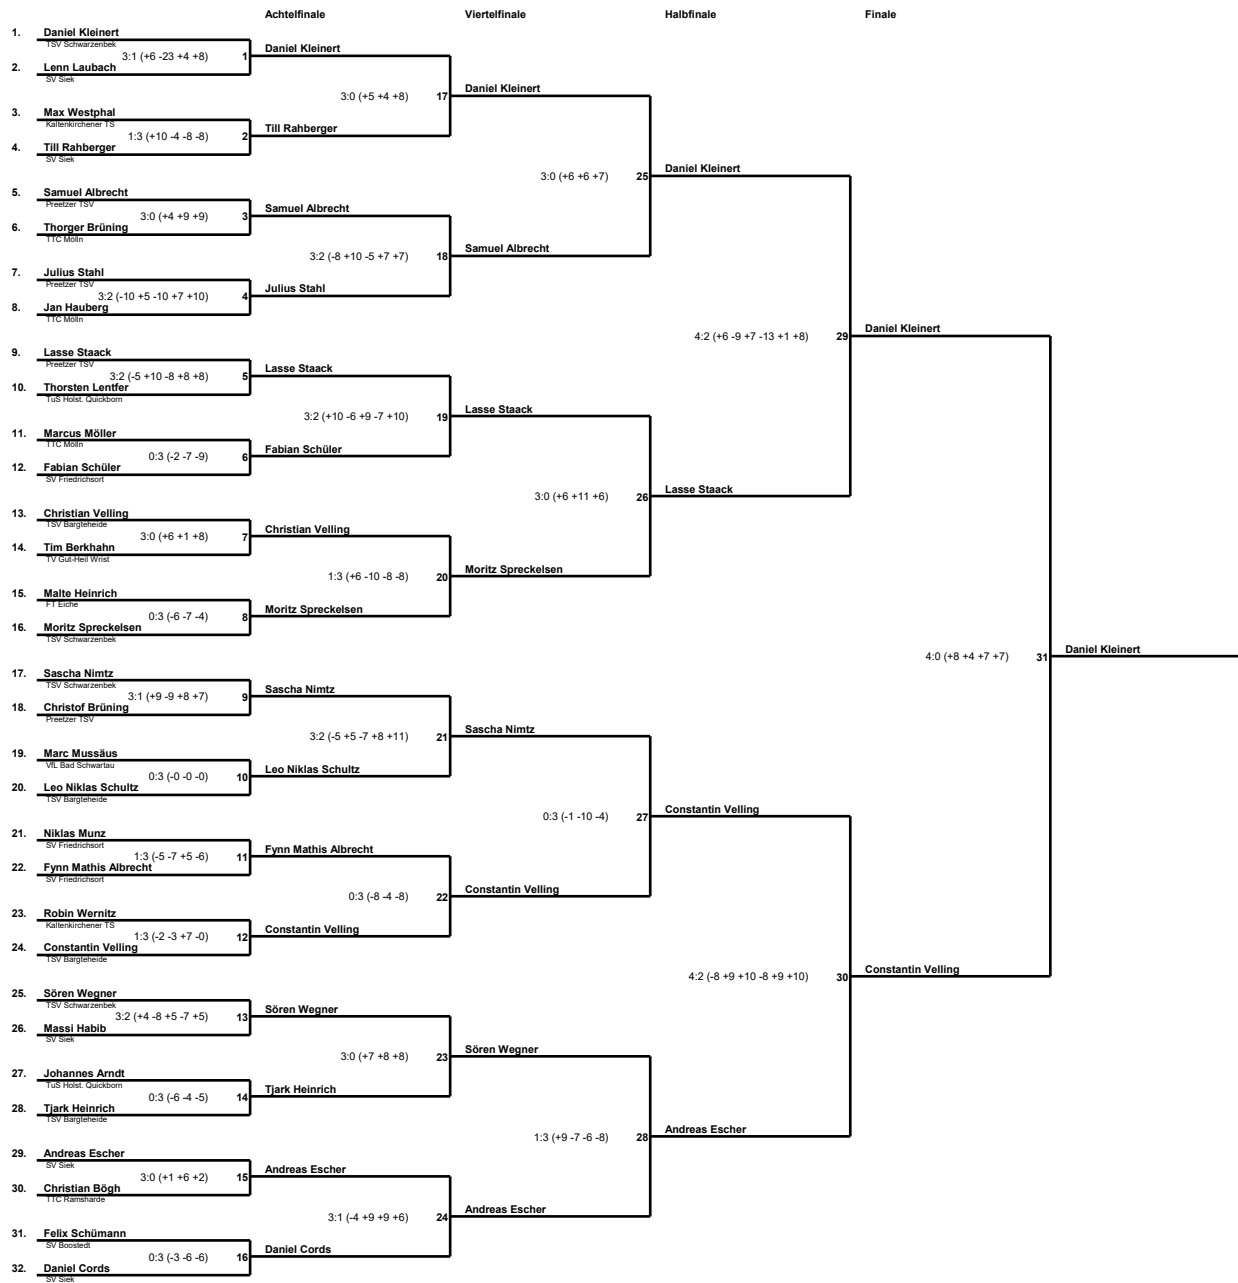 Achtelfinale Viertelfinale Halbfinale Finale
1. Daniel Kleinert
TSV Schwarzenbek
3:1 (+6 -23 +4 +8) 1 Daniel Kleinert
2. Lenn Laubach
SV Siek
3:0 (+5 +4 +8) 17 Daniel Kleinert
3. Max Westphal
Kaltenkirchener TS
1:3 (+10 -4 -8 -8) 2 Till Rahberger
4. Till Rahberger
SV Siek
3:0 (+6 +6 +7) 25 Daniel Kleinert
5. Samuel Albrecht
Preetzer TSV
3:0 (+4 +9 +9) 3 Samuel Albrecht
6. Thorger Brüning
TTC Mölln
3:2 (-8 +10 -5 +7 +7) 18 Samuel Albrecht
7. Julius Stahl
Preetzer TSV
3:2 (-10 +5 -10 +7 +10) 4 Julius Stahl
8. Jan Hauberg
TTC Mölln
4:2 (+6 -9 +7 -13 +1 +8) 29 Daniel Kleinert
9. Lasse Staack
Preetzer TSV
3:2 (-5 +10 -8 +8 +8) 5 Lasse Staack
10. Thorsten Lentfer
TuS Holst. Quickborn
3:2 (+10 -6 +9 -7 +10) 19 Lasse Staack
11. Marcus Möller
TTC Mölln
0:3 (-2 -7 -9) 6 Fabian Schüler
12. Fabian Schüler
SV Friedrichsort
3:0 (+6 +11 +6) 26 Lasse Staack
13. Christian Velling
TSV Bargteheide
3:0 (+6 +1 +8) 7 Christian Velling
14. Tim Berkhahn
TV Gut-Heil Wrist
1:3 (+6 -10 -8 -8) 20 Moritz Spreckelsen
15. Malte Heinrich
FT Eiche
0:3 (-6 -7 -4) 8 Moritz Spreckelsen
16. Moritz Spreckelsen
TSV Schwarzenbek
4:0 (+8 +4 +7 +7) 31 Daniel Kleinert
17. Sascha Nimtz
TSV Schwarzenbek
3:1 (+9 -9 +8 +7) 9 Sascha Nimtz
18. Christof Brüning
Preetzer TSV
3:2 (-5 +5 -7 +8 +11) 21 Sascha Nimtz
19. Marc Mussäus
VfL Bad Schwartau
0:3 (-0 -0 -0) 10 Leo Niklas Schultz
20. Leo Niklas Schultz
TSV Bargteheide
0:3 (-1 -10 -4) 27 Constantin Velling
21. Niklas Munz
SV Friedrichsort
1:3 (-5 -7 +5 -6) 11 Fynn Mathis Albrecht
22. Fynn Mathis Albrecht
SV Friedrichsort
0:3 (-8 -4 -8) 22 Constantin Velling
23. Robin Wernitz
Kaltenkirchener TS
1:3 (-2 -3 +7 -0) 12 Constantin Velling
24. Constantin Velling
TSV Bargteheide
4:2 (-8 +9 +10 -8 +9 +10) 30 Constantin Velling
25. Sören Wegner
TSV Schwarzenbek
3:2 (+4 -8 +5 -7 +5) 13 Sören Wegner
26. Massi Habib
SV Siek
3:0 (+7 +8 +8) 23 Sören Wegner
27. Johannes Arndt
TuS Holst. Quickborn
0:3 (-6 -4 -5) 14 Tjark Heinrich
28. Tjark Heinrich
TSV Bargteheide
1:3 (+9 -7 -6 -8) 28 Andreas Escher
29. Andreas Escher
SV Siek
3:0 (+1 +6 +2) 15 Andreas Escher
30. Christian Bögh
TTC Ramsharde
3:1 (-4 +9 +9 +6) 24 Andreas Escher
31. Felix Schümann
SV Boostedt
0:3 (-3 -6 -6) 16 Daniel Cords
32. Daniel Cords
SV Siek